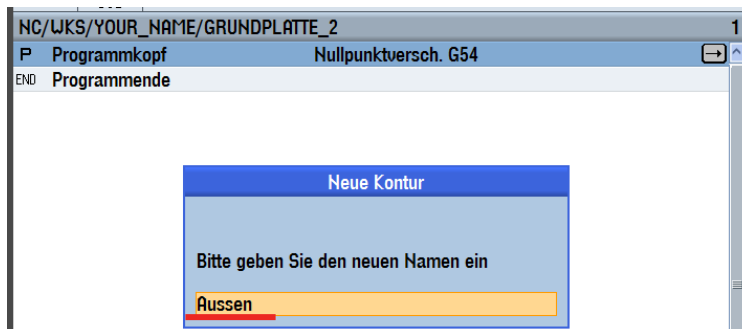 NC/WKS/YOUR_NAME/GRUNDPLATTE_2 1
P Programmkopf Nullpunktversch. G54
END Programmende
Neue Kontur
Bitte geben Sie den neuen Namen ein
Aussen